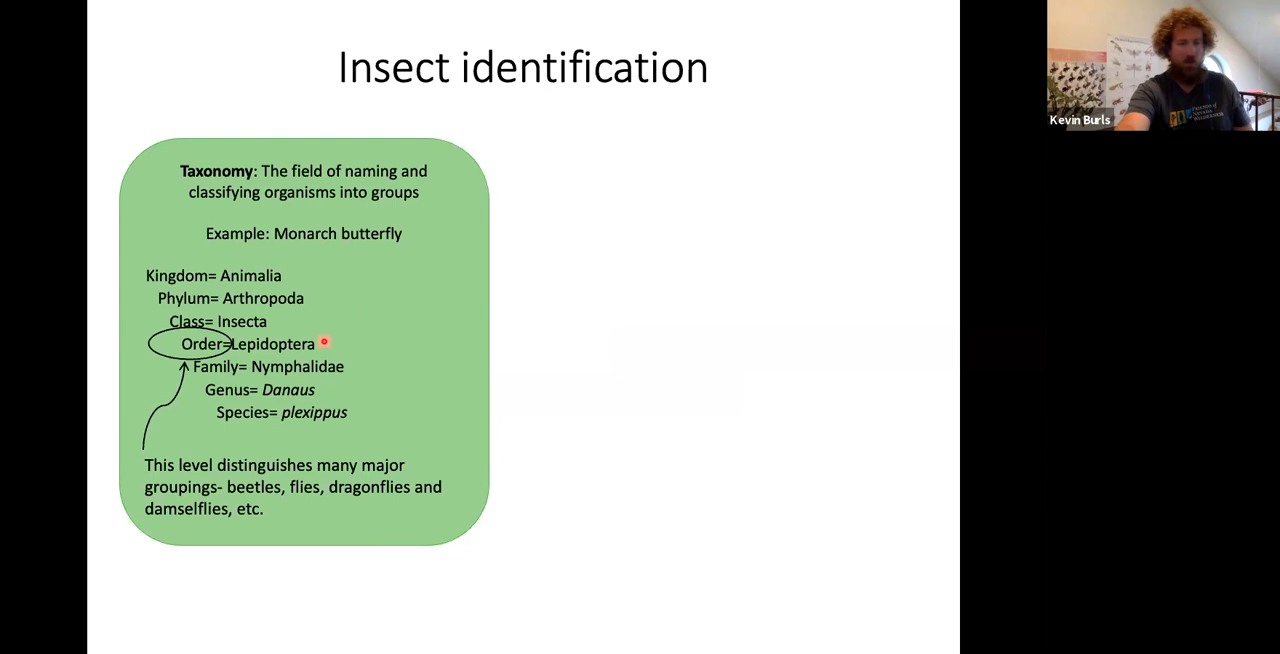 Insect identification
Kevin Burls
Taxonomy: The field of naming and
classifying organisms into groups
Example: Monarch butterfly
Kingdom= Animalia
Phylum= Arthropoda
Class= Insecta
Order=Lepidoptera
Family= Nymphalidae
Genus= Danaus
Species= plexippus
This level distinguishes many major
groupings- beetles, flies, dragonflies and
damselflies, etc.